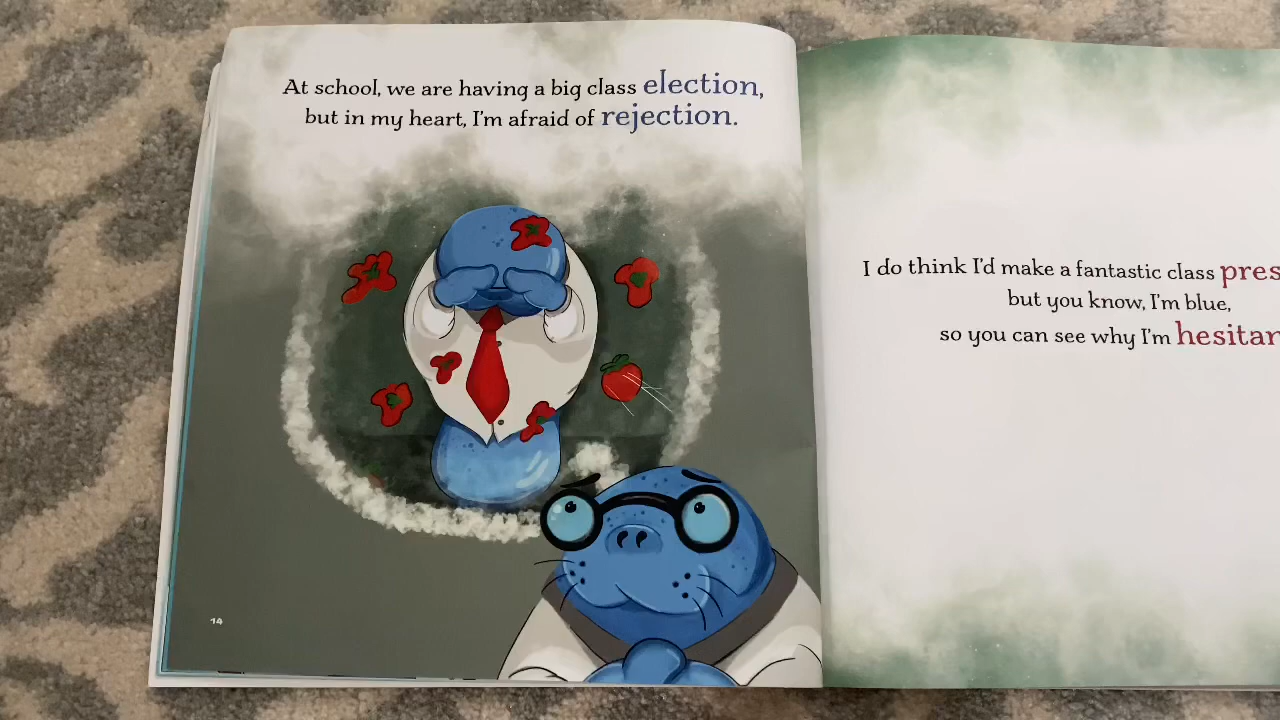 At school, we are having a big class election,
but in my heart, I'm afraid of rejection.
14
I do think I'd make a fantastic class
but you know, I'm blue,
so you can see why I'm